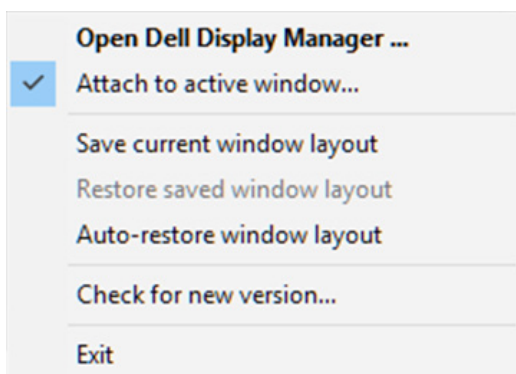 Open Dell Display Manager ...
Attach to active window...
Save current window layout
Restore saved window layout
Auto-restore window layout
Check for new version...
Exit